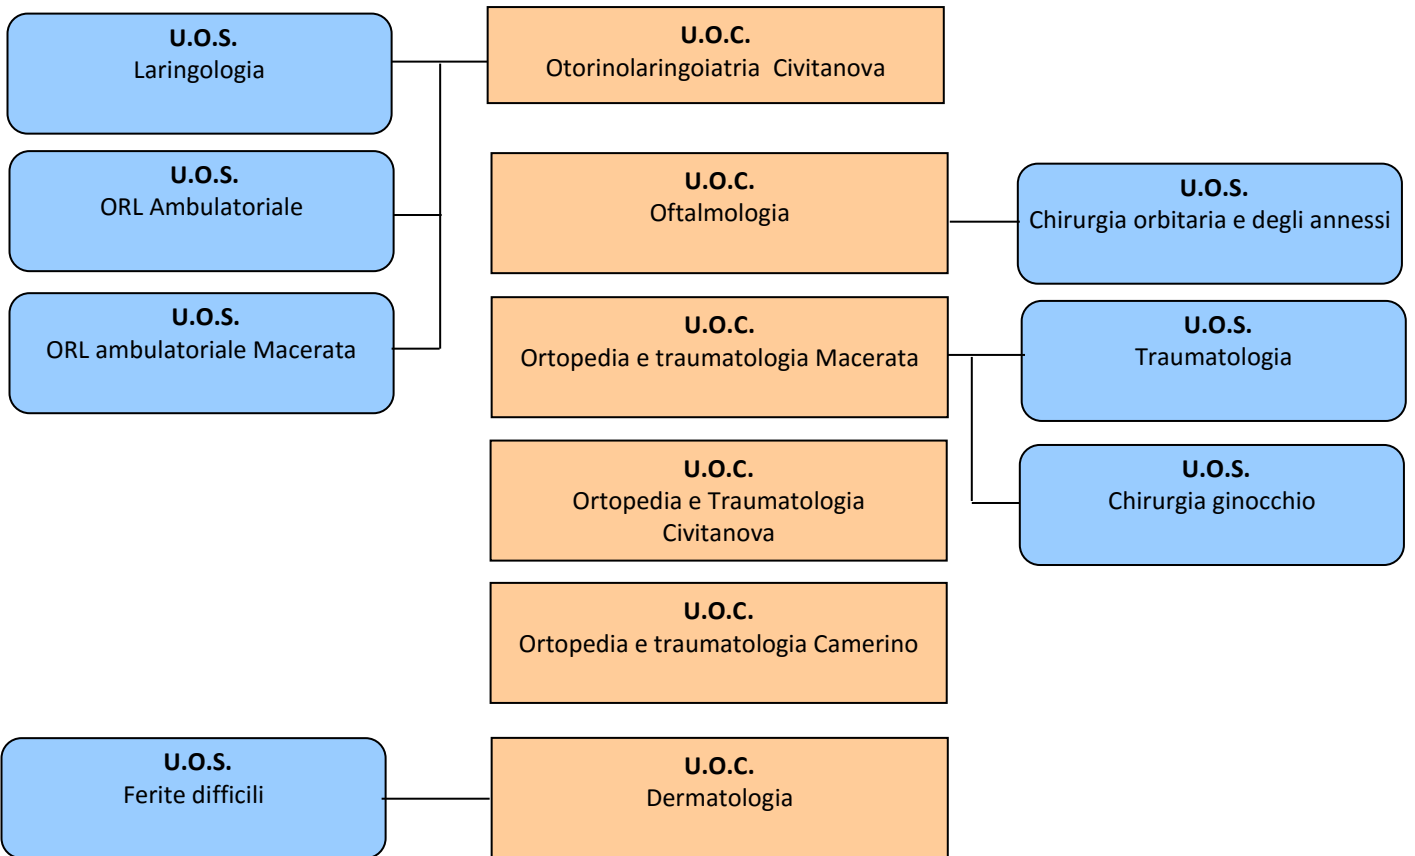 U.O.S.
Laringologia
U.O.C.
Otorinolaringoiatria  Civitanova
U.O.S.
ORL Ambulatoriale
U.O.C.
Oftalmologia
U.O.S.
Chirurgia orbitaria e degli annessi
U.O.S.
ORL ambulatoriale Macerata
U.O.C.
Ortopedia e traumatologia Macerata
U.O.S.
Traumatologia
U.O.C.
Ortopedia e Traumatologia
Civitanova
U.O.S.
Chirurgia ginocchio
U.O.C.
Ortopedia e traumatologia Camerino
U.O.S.
Ferite difficili
U.O.C.
Dermatologia